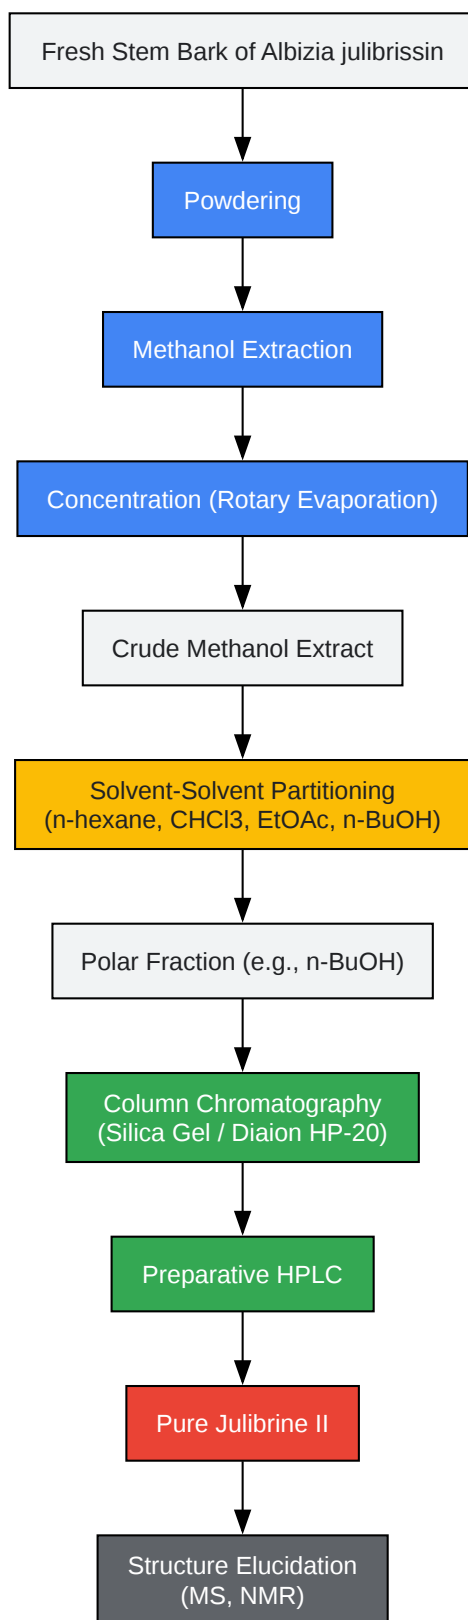 Fresh Stem Bark of Albizia julibrissin
Powdering
Methanol Extraction
Concentration (Rotary Evaporation)
Crude Methanol Extract
Solvent-Solvent Partitioning
(n-hexane, CHCl3, EtOAc, n-BuOH)
Polar Fraction (e.g., n-BuOH)
Column Chromatography
(Silica Gel / Diaion HP-20)
Preparative HPLC
Pure Julibrine II
Structure Elucidation
(MS, NMR)